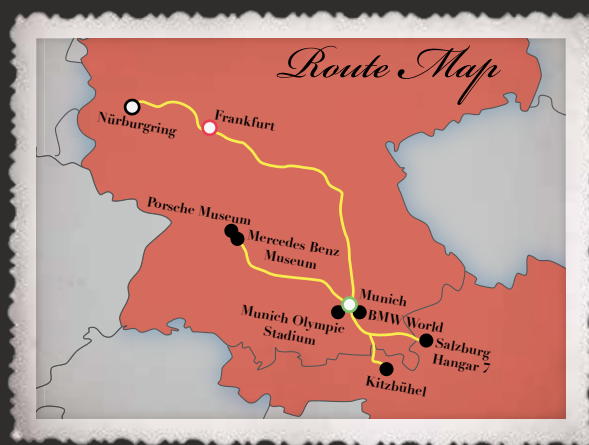 Route Map
Nürburgring
Frankfurt
Porsche Museum
Mercedes Benz
Museum
Munich
BMW World
Munich Olympic
Stadium
Salzburg
Hangar 7
Kitzbühel